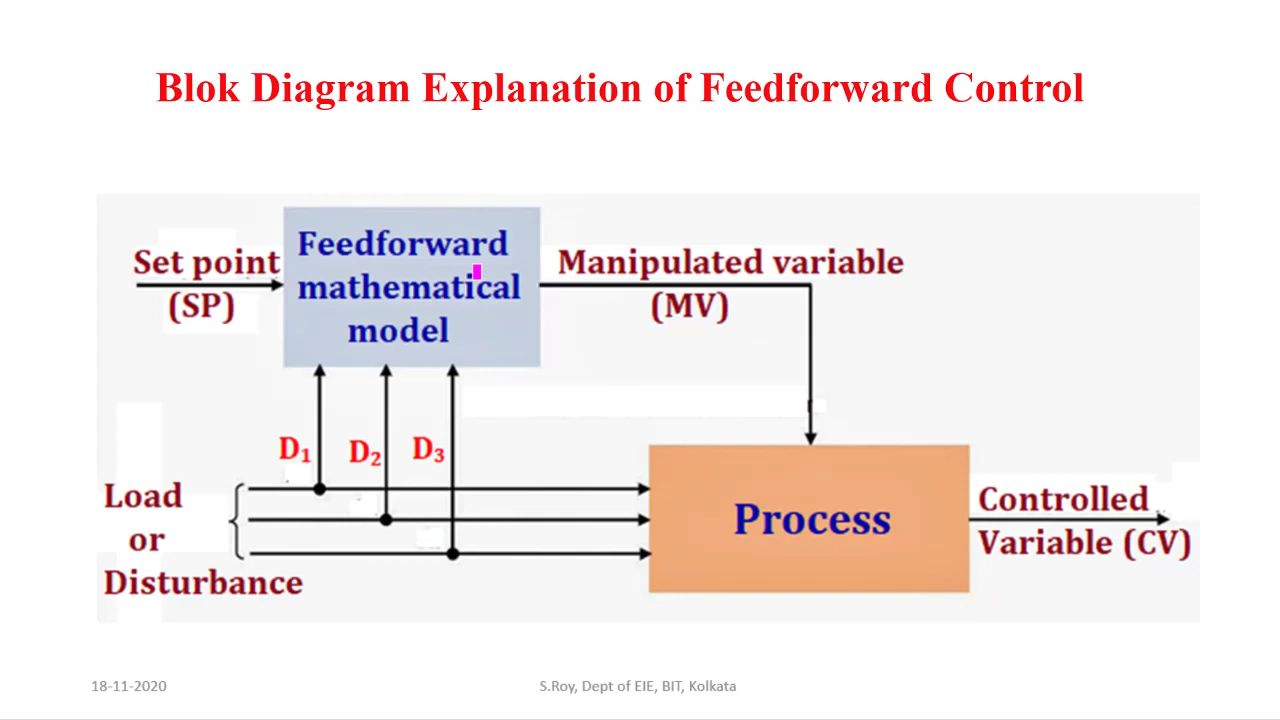 Blok Diagram Explanation of Feedforward Control
Set point
(SP)
Feedforward
mathematical
model
Manipulated variable
(MV)
D₁
D₂
D₃
Load
or
Disturbance
Process
Controlled
Variable (CV)
18-11-2020
S.Roy, Dept of EIE, BIT, Kolkata